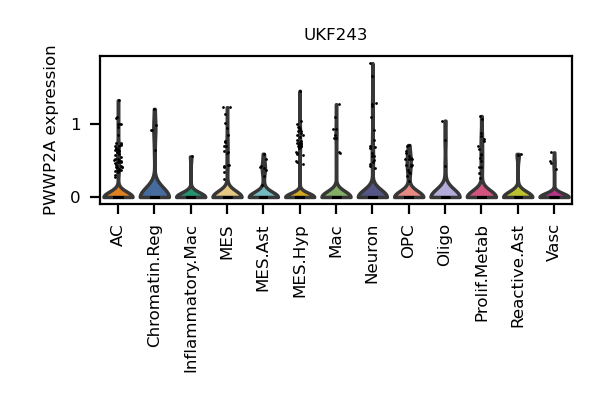 UKF243
PWWP2A expression
1
0
AC
Chromatin.Reg
Inflammatory.Mac
MES
MES.Ast
MES.Hyp
Mac
Neuron
OPC
Oligo
Prolif.Metab
Reactive.Ast
Vasc